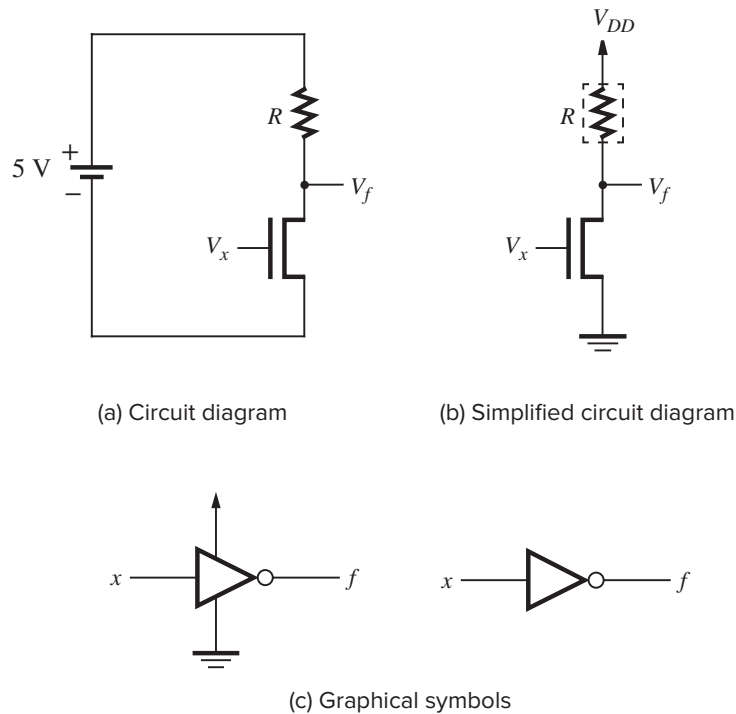 V_DD
R
R
5 V
+
−
V_f
V_f
V_x
V_x
(a) Circuit diagram
(b) Simplified circuit diagram
x
f
x
f
(c) Graphical symbols